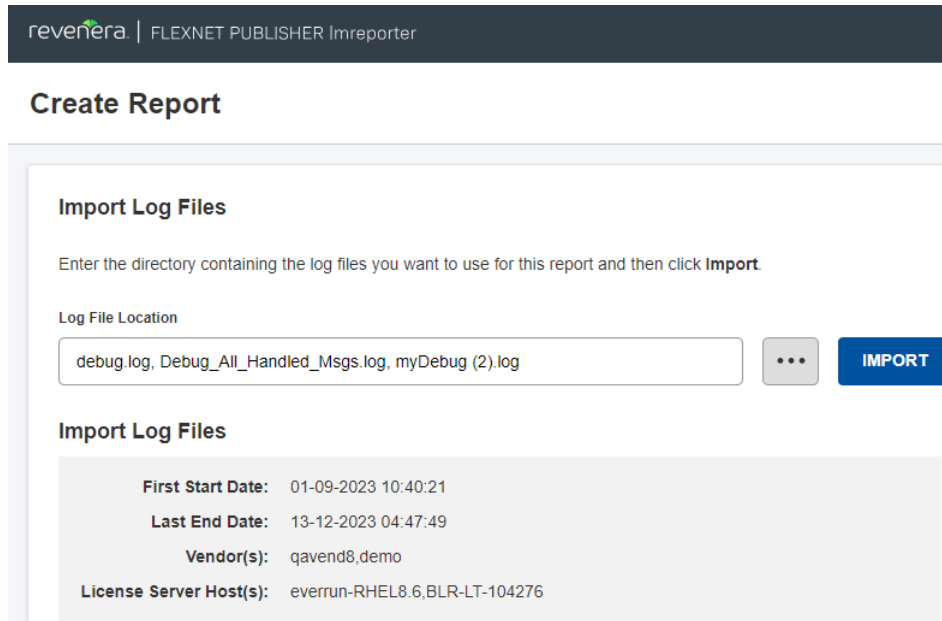 revenera. | FLEXNET PUBLISHER lmreporter
Create Report
Import Log Files
Enter the directory containing the log files you want to use for this report and then click Import.
Log File Location
debug.log, Debug_All_Handled_Msgs.log, myDebug (2).log
••• IMPORT
Import Log Files
First Start Date: 01-09-2023 10:40:21
Last End Date: 13-12-2023 04:47:49
Vendor(s): qavend8,demo
License Server Host(s): everrun-RHEL8.6,BLR-LT-104276